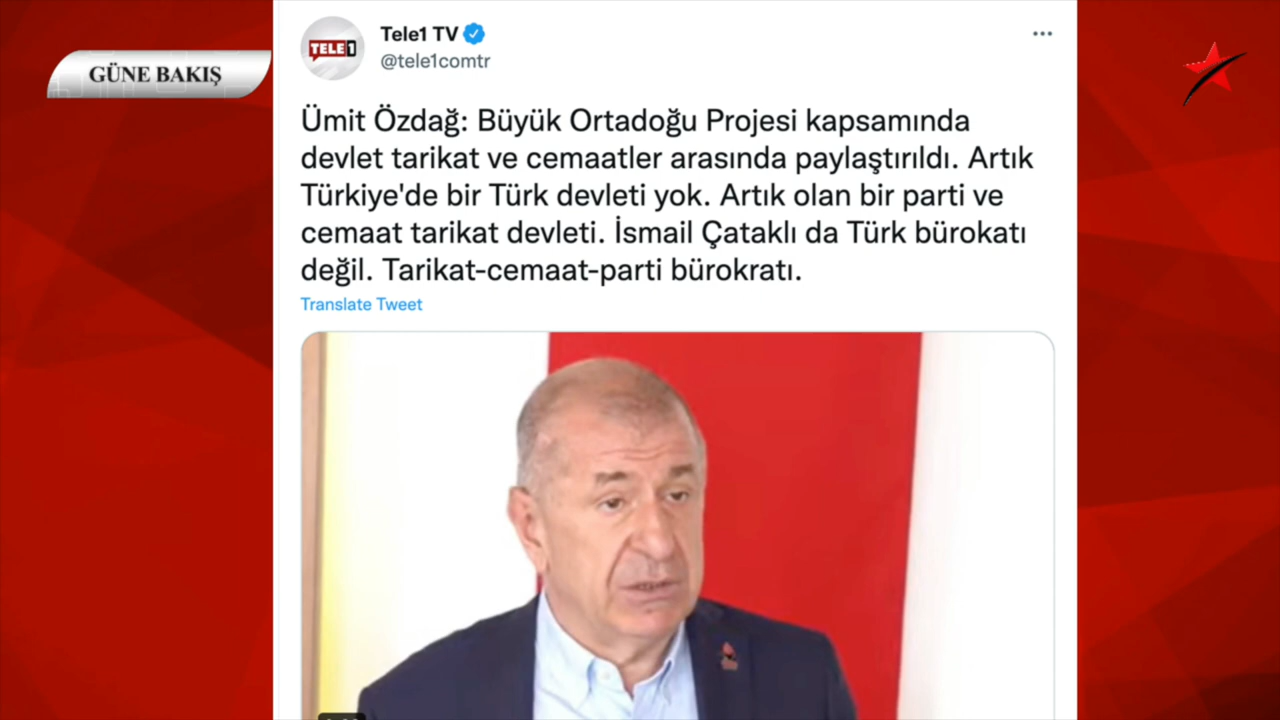 GÜNE BAKIŞ
TELE1
Tele1 TV
@tele1comtr
Ümit Özdağ: Büyük Ortadoğu Projesi kapsamında
devlet tarikat ve cemaatler arasında paylaştırıldı. Artık
Türkiye'de bir Türk devleti yok. Artık olan bir parti ve
cemaat tarikat devleti. İsmail Çataklı da Türk bürokatı
değil. Tarikat-cemaat-parti bürokratı.
Translate Tweet